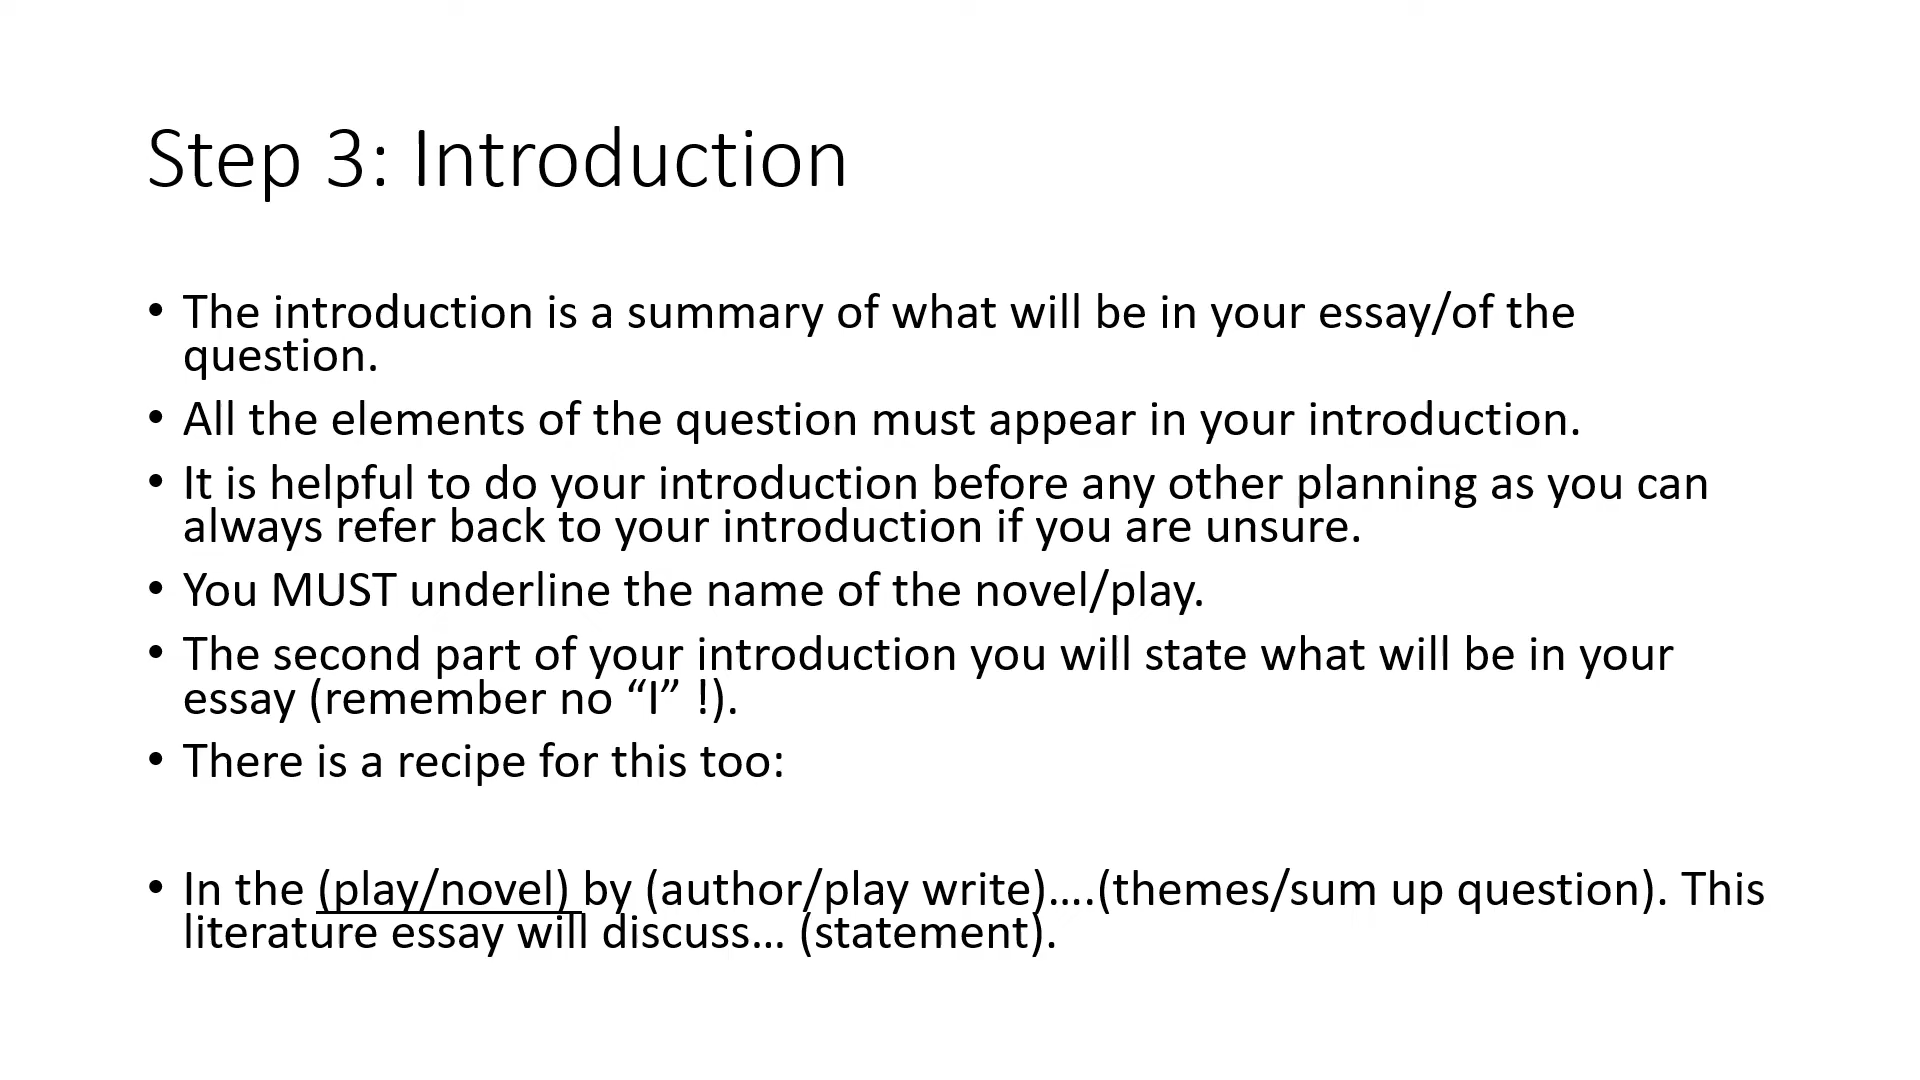 Step 3: Introduction
• The introduction is a summary of what will be in your essay/of the
question.
• All the elements of the question must appear in your introduction.
• It is helpful to do your introduction before any other planning as you can
always refer back to your introduction if you are unsure.
• You MUST underline the name of the novel/play.
• The second part of your introduction you will state what will be in your
essay (remember no “I” !).
• There is a recipe for this too:
• In the (play/novel) by (author/play write)….(themes/sum up question). This
literature essay will discuss… (statement).